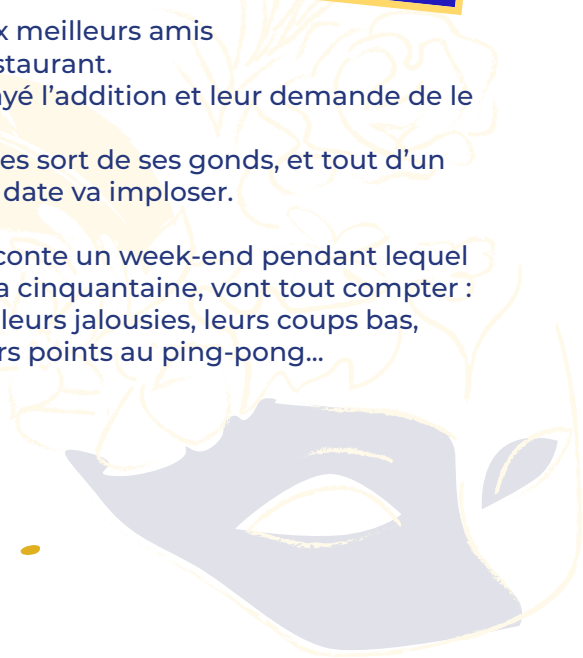 x meilleurs amis
staurant.
ayé l’addition et leur demande de le
es sort de ses gonds, et tout d’un
date va imploser.
conte un week-end pendant lequel
a cinquantaine, vont tout compter :
leurs jalousies, leurs coups bas,
rs points au ping-pong…